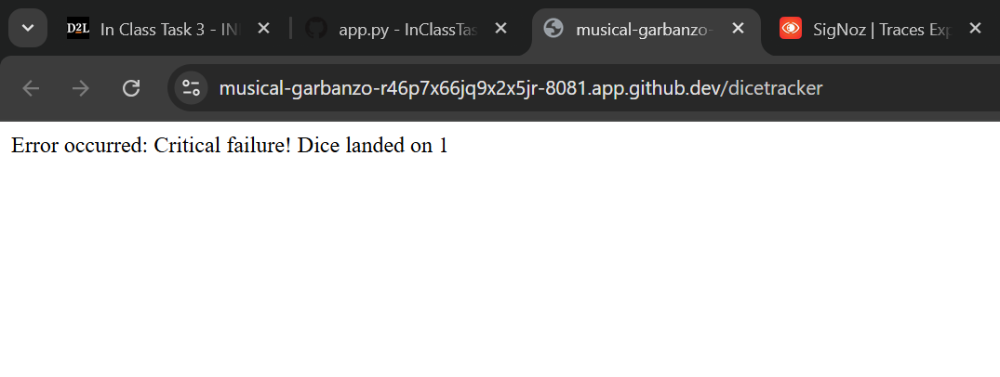 D2L In Class Task 3 - IN
app.py - InClassTas
musical-garbanzo-
SigNoz | Traces Exp
musical-garbanzo-r46p7x66jq9x2x5jr-8081.app.github.dev/dicetracker
Error occurred: Critical failure! Dice landed on 1